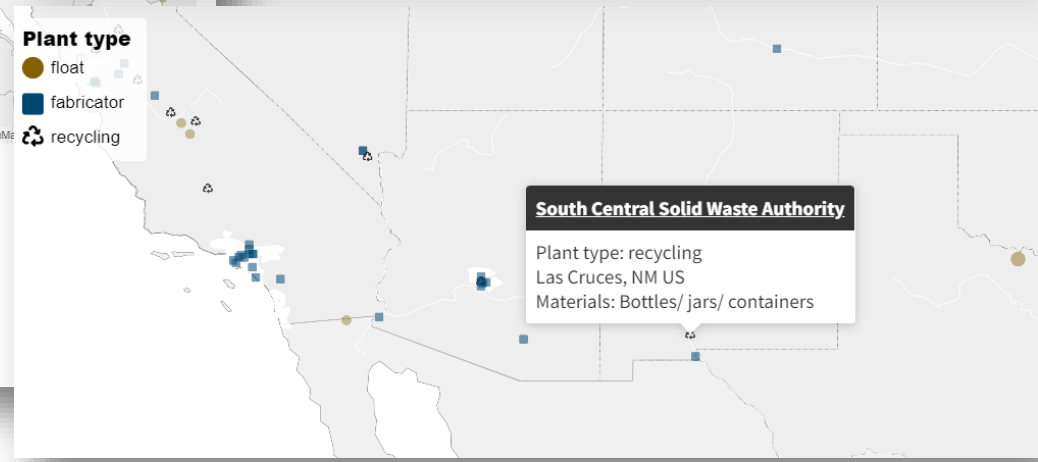 Plant type
float
fabricator
recycling
South Central Solid Waste Authority
Plant type: recycling
Las Cruces, NM US
Materials: Bottles/ jars/ containers